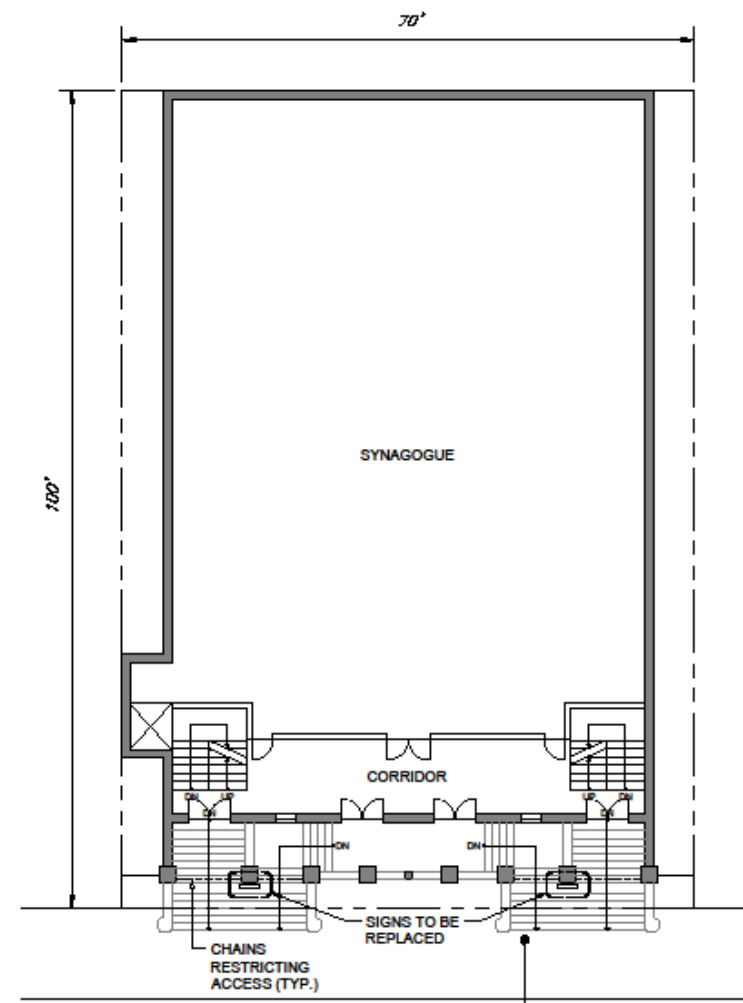 70'
100'
SYNAGOGUE
CORRIDOR
DN
UP
UP
DN
DN
DN
DN
DN
SIGNS TO BE
REPLACED
CHAINS
RESTRICTING
ACCESS (TYP.)